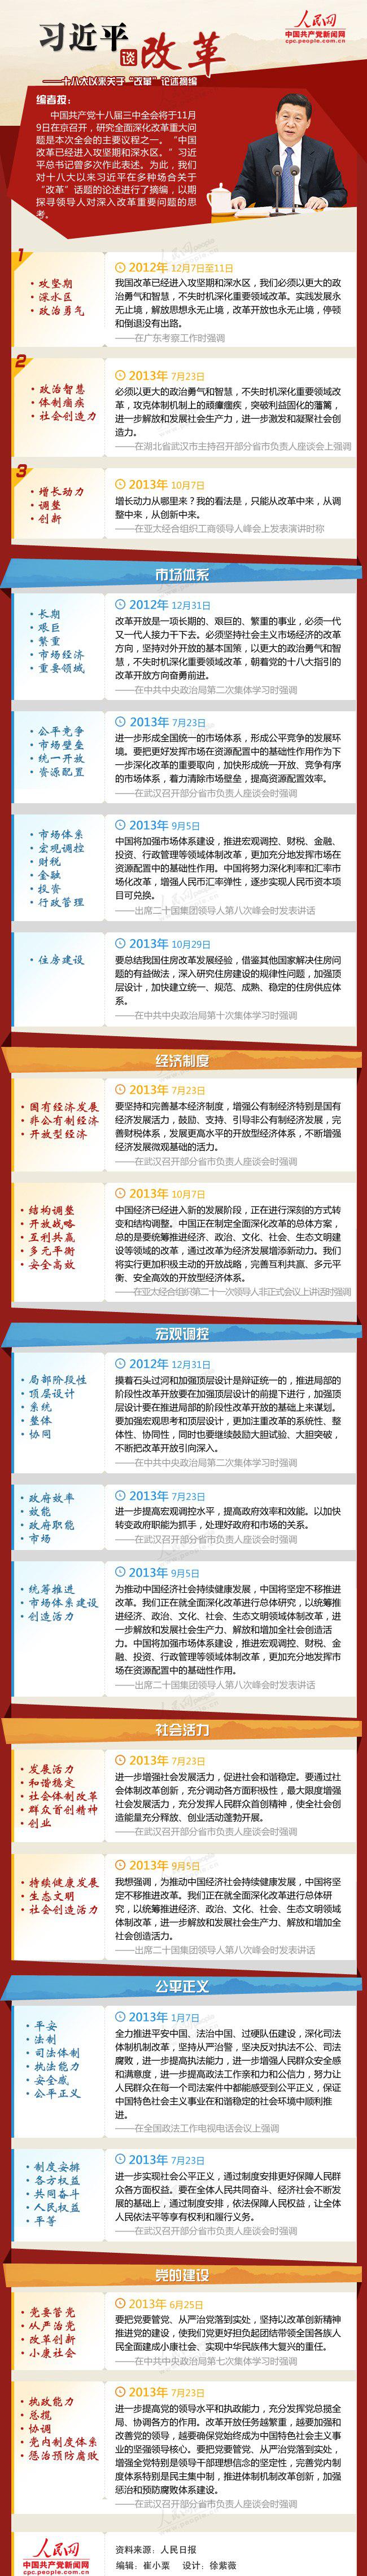 人民网
中国共产党新闻网
cpc.people.com.cn
习近平
谈
改革
——十八大以来关于“改革”论述摘编
编者按：
中国共产党十八届三中全会将于11月
9日在京召开，研究全面深化改革重大问
题是本次全会的主要议程之一。“中国
改革已经进入攻坚期和深水区。”习近
平总书记曾多次作此表述。为此，我们
对十八大以来习近平在多种场合关于
“改革”话题的论述进行了摘编，以期
探寻领导人对深入改革重要问题的思
考。
1
·攻坚期
·深水区
·政治勇气
2012年 12月7日至11日
我国改革已经进入攻坚期和深水区，我们必须以更大的政
治勇气和智慧，不失时机深化重要领域改革。实践发展永
无止境，解放思想永无止境，改革开放也永无止境，停顿
和倒退没有出路。
——在广东考察工作时强调
2
·政治智慧
·体制痼疾
·社会创造力
2013年 7月23日
必须以更大的政治勇气和智慧，不失时机深化重要领域改
革，攻克体制机制上的顽瘴痼疾，突破利益固化的藩篱，
进一步解放和发展社会生产力、进一步激发和凝聚社会创
造力。
——在湖北省武汉市主持召开部分省市负责人座谈会上强调
3
·增长动力
·调整
·创新
2013年 10月7日
增长动力从哪里来？我的看法是，只能从改革中来，从调
整中来，从创新中来。
——在亚太经合组织工商领导人峰会上发表演讲时称
市场体系
·长期
·艰巨
·繁重
·市场经济
·重要领域
2012年 12月31日
改革开放是一项长期的、艰巨的、繁重的事业，必须一代
又一代人接力干下去。必须坚持社会主义市场经济的改革
方向，坚持对外开放的基本国策，以更大的政治勇气和智
慧，不失时机深化重要领域改革，朝着党的十八大指引的
改革开放方向奋勇前进。
——在中共中央政治局第二次集体学习时强调
·公平竞争
·市场壁垒
·统一开放
·资源配置
2013年 7月23日
进一步形成全国统一的市场体系，形成公平竞争的发展环
境。要把更好发挥市场在资源配置中的基础性作用作为下
一步深化改革的重要取向，加快形成统一开放、竞争有序
的市场体系，着力清除市场壁垒，提高资源配置效率。
——在武汉召开部分省市负责人座谈会时强调
·市场体系
·宏观调控
·财税
·金融
·投资
·行政管理
2013年 9月5日
中国将加强市场体系建设，推进宏观调控、财税、金融、
投资、行政管理等领域体制改革，更加充分地发挥市场在
资源配置中的基础性作用。中国将努力深化利率和汇率市
场化改革，增强人民币汇率弹性，逐步实现人民币资本项
目可兑换。
——出席二十国集团领导人第八次峰会时发表讲话
·住房建设
2013年 10月29日
要总结我国住房改革发展经验，借鉴其他国家解决住房问
题的有益做法，深入研究住房建设的规律性问题，加强顶
层设计，加快建立统一、规范、成熟、稳定的住房供应体
系。
——在中共中央政治局第十次集体学习时强调
经济制度
·国有经济发展
·非公有制经济
·开放型经济
2013年 7月23日
要坚持和完善基本经济制度，增强公有制经济特别是国有
经济发展活力，鼓励、支持、引导非公有制经济发展，完
善财税体系，发展更高水平的开放型经济体系，不断增强
经济发展微观基础的活力。
——在武汉召开部分省市负责人座谈会时强调
·结构调整
·开放战略
·互利共赢
·多元平衡
·安全高效
2013年 10月7日
中国经济已经进入新的发展阶段，正在进行深刻的方式转
变和结构调整。中国正在制定全面深化改革的总体方案，
总的是要统筹推进经济、政治、文化、社会、生态文明建
设等领域的改革，通过改革为经济发展增添新动力。我们
将实行更加积极主动的开放战略，完善互利共赢、多元平
衡、安全高效的开放型经济体系。
——在亚太经合组织第二十一次领导人非正式会议上讲话时强调
宏观调控
·局部阶段性
·顶层设计
·系统
·整体
·协同
2012年 12月31日
摸着石头过河和加强顶层设计是辩证统一的，推进局部的
阶段性改革开放要在加强顶层设计的前提下进行，加强顶
层设计要在推进局部的阶段性改革开放的基础上来谋划。
要加强宏观思考和顶层设计，更加注重改革的系统性、整
体性、协同性，同时也要继续鼓励大胆试验、大胆突破，
不断把改革开放引向深入。
——在中共中央政治局第二次集体学习时强调
·政府效率
·效能
·政府职能
·市场
2013年 7月23日
进一步提高宏观调控水平，提高政府效率和效能。以加快
转变政府职能为抓手，处理好政府和市场的关系。
——在武汉召开部分省市负责人座谈会时强调
·统筹推进
·市场体系建设
·创造活力
2013年 9月5日
为推动中国经济社会持续健康发展，中国将坚定不移推进
改革。我们正在就全面深化改革进行总体研究，以统筹推
进经济、政治、文化、社会、生态文明领域体制改革，进
一步解放和发展社会生产力、解放和增加全社会创造活
力。中国将加强市场体系建设，推进宏观调控、财税、金
融、投资、行政管理等领域体制改革，更加充分地发挥市
场在资源配置中的基础性作用。
——出席二十国集团领导人第八次峰会时发表讲话
社会活力
·发展活力
·和谐稳定
·社会体制改革
·群众首创精神
·创业
2013年 7月23日
进一步增强社会发展活力，促进社会和谐稳定。要通过社
会体制改革创新，充分调动各方面积极性，最大限度增强
社会发展活力，充分发挥人民群众首创精神，使全社会创
造能量充分释放、创业活动蓬勃开展。
——在武汉召开部分省市负责人座谈会时强调
·持续健康发展
·生态文明
·社会创造活力
2013年 9月5日
我想强调，为推动中国经济社会持续健康发展，中国将坚
定不移推进改革。我们正在就全面深化改革进行总体研
究，以统筹推进经济、政治、文化、社会、生态文明领域
体制改革，进一步解放和发展社会生产力、解放和增加全
社会创造活力。
——出席二十国集团领导人第八次峰会时发表讲话
公平正义
·平安
·法制
·司法体制
·执法能力
·安全感
·公平正义
2013年 1月7日
全力推进平安中国、法治中国、过硬队伍建设，深化司法
体制机制改革，坚持从严治警，坚决反对执法不公、司法
腐败，进一步提高执法能力，进一步增强人民群众安全感
和满意度，进一步提高政法工作亲和力和公信力，努力让
人民群众在每一个司法案件中都能感受到公平正义，保证
中国特色社会主义事业在和谐稳定的社会环境中顺利推
进。
——在全国政法工作电视电话会议上强调
·制度安排
·各方权益
·共同奋斗
·人民权益
·平等
2013年 7月23日
进一步实现社会公平正义，通过制度安排更好保障人民群
众各方面权益。要在全体人民共同奋斗、经济社会不断发
展的基础上，通过制度安排，依法保障人民权益，让全体
人民依法平等享有权利和履行义务。
——在武汉召开部分省市负责人座谈会时强调
党的建设
·党要管党
·从严治党
·改革创新
·小康社会
2013年 6月25日
要把党要管党、从严治党落到实处，坚持以改革创新精神
推进党的建设，使我们党更好担负起团结带领全国各族人
民全面建成小康社会、实现中华民族伟大复兴的重任。
——在中共中央政治局第七次集体学习时强调
·执政能力
·总揽
·协调
·党内制度体系
·惩治预防腐败
2013年 7月23日
进一步提高党的领导水平和执政能力，充分发挥党总揽全
局、协调各方的作用。改革开放任务越繁重，越要加强和
改善党的领导，越要确保党始终成为中国特色社会主义事
业的坚强领导核心。要把党要管党、从严治党落到实处，
增强全党特别是领导干部理想信念的坚定性，完善党内制
度体系特别是民主集中制，推进体制机制改革创新，加强
惩治和预防腐败体系建设。
——在武汉召开部分省市负责人座谈会时强调
人民网
中国共产党新闻网
cpc.people.com.cn
资料来源：人民日报
编辑：崔小粟 设计：徐紫薇